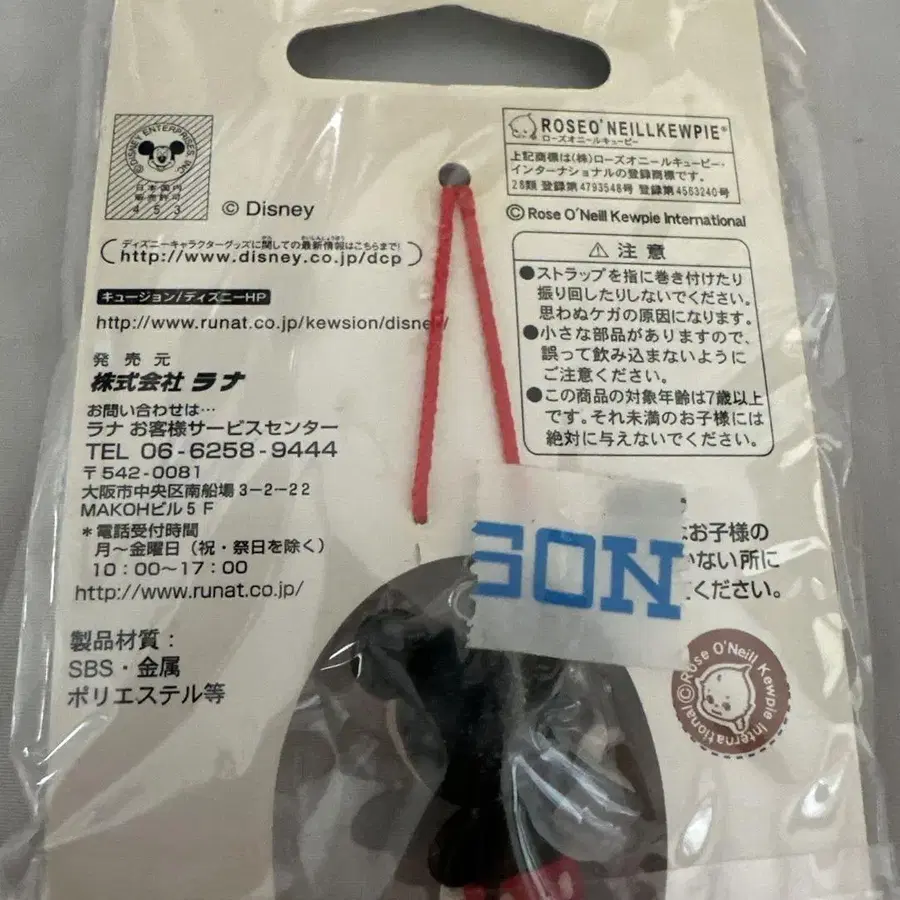 ©DISNEY ENTERPRISES, INC
日本国内
販売許可
453
© Disney
ディズニーキャラクターグッズに関しての最新情報はこちらまで!
http://www.disney.co.jp/dcp
キュージョン/ディズニーHP
http://www.runat.co.jp/kewsion/disney/
発売元
株式会社 ラナ
お問い合わせは…
ラナ お客様サービスセンター
TEL 06-6258-9444
〒542-0081
大阪市中央区南船場3-2-22
MAKOHビル5F
*電話受付時間
月~金曜日(祝・祭日を除く)
10:00~17:00
http://www.runat.co.jp/
製品材質:
SBS・金属
ポリエステル等
ROSEO'NEILLKEWPIE®
ローズオニールキューピー
上記商標は(株)ローズオニールキューピー・
インターナショナルの登録商標です。
28類 登録第4793548号 登録第4563240号
©Rose O'Neill Kewpie International
⚠ 注意
●ストラップを指に巻き付けたり
振り回したりしないでください。
思わぬケガの原因になります。
●小さな部品がありますので、
誤って飲み込まないように
ご注意ください。
●この商品の対象年齢は7歳以上
です。それ未満のお子様には
絶対に与えないでください。
お子様の
ない所に
ください。
©Rose O'Neill Kewpie International